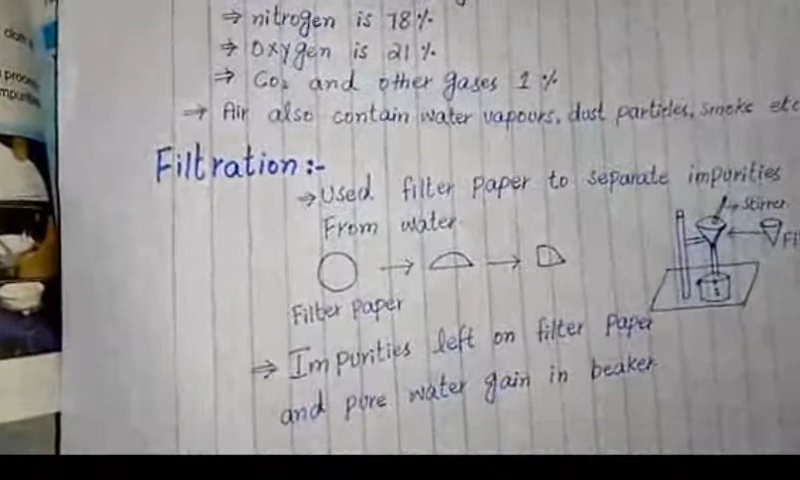 ⇒ nitrogen is 78%
⇒ Oxygen is 21%
⇒ CO₂ and other gases 1%
⇒ Air also contain water vapours, dust particles, smoke etc
Filtration :-
⇒ Used filter paper to separate impurities
From water
→ stirrer
Filter paper
⇒ Impurities left on filter paper
and pure water gain in beaker